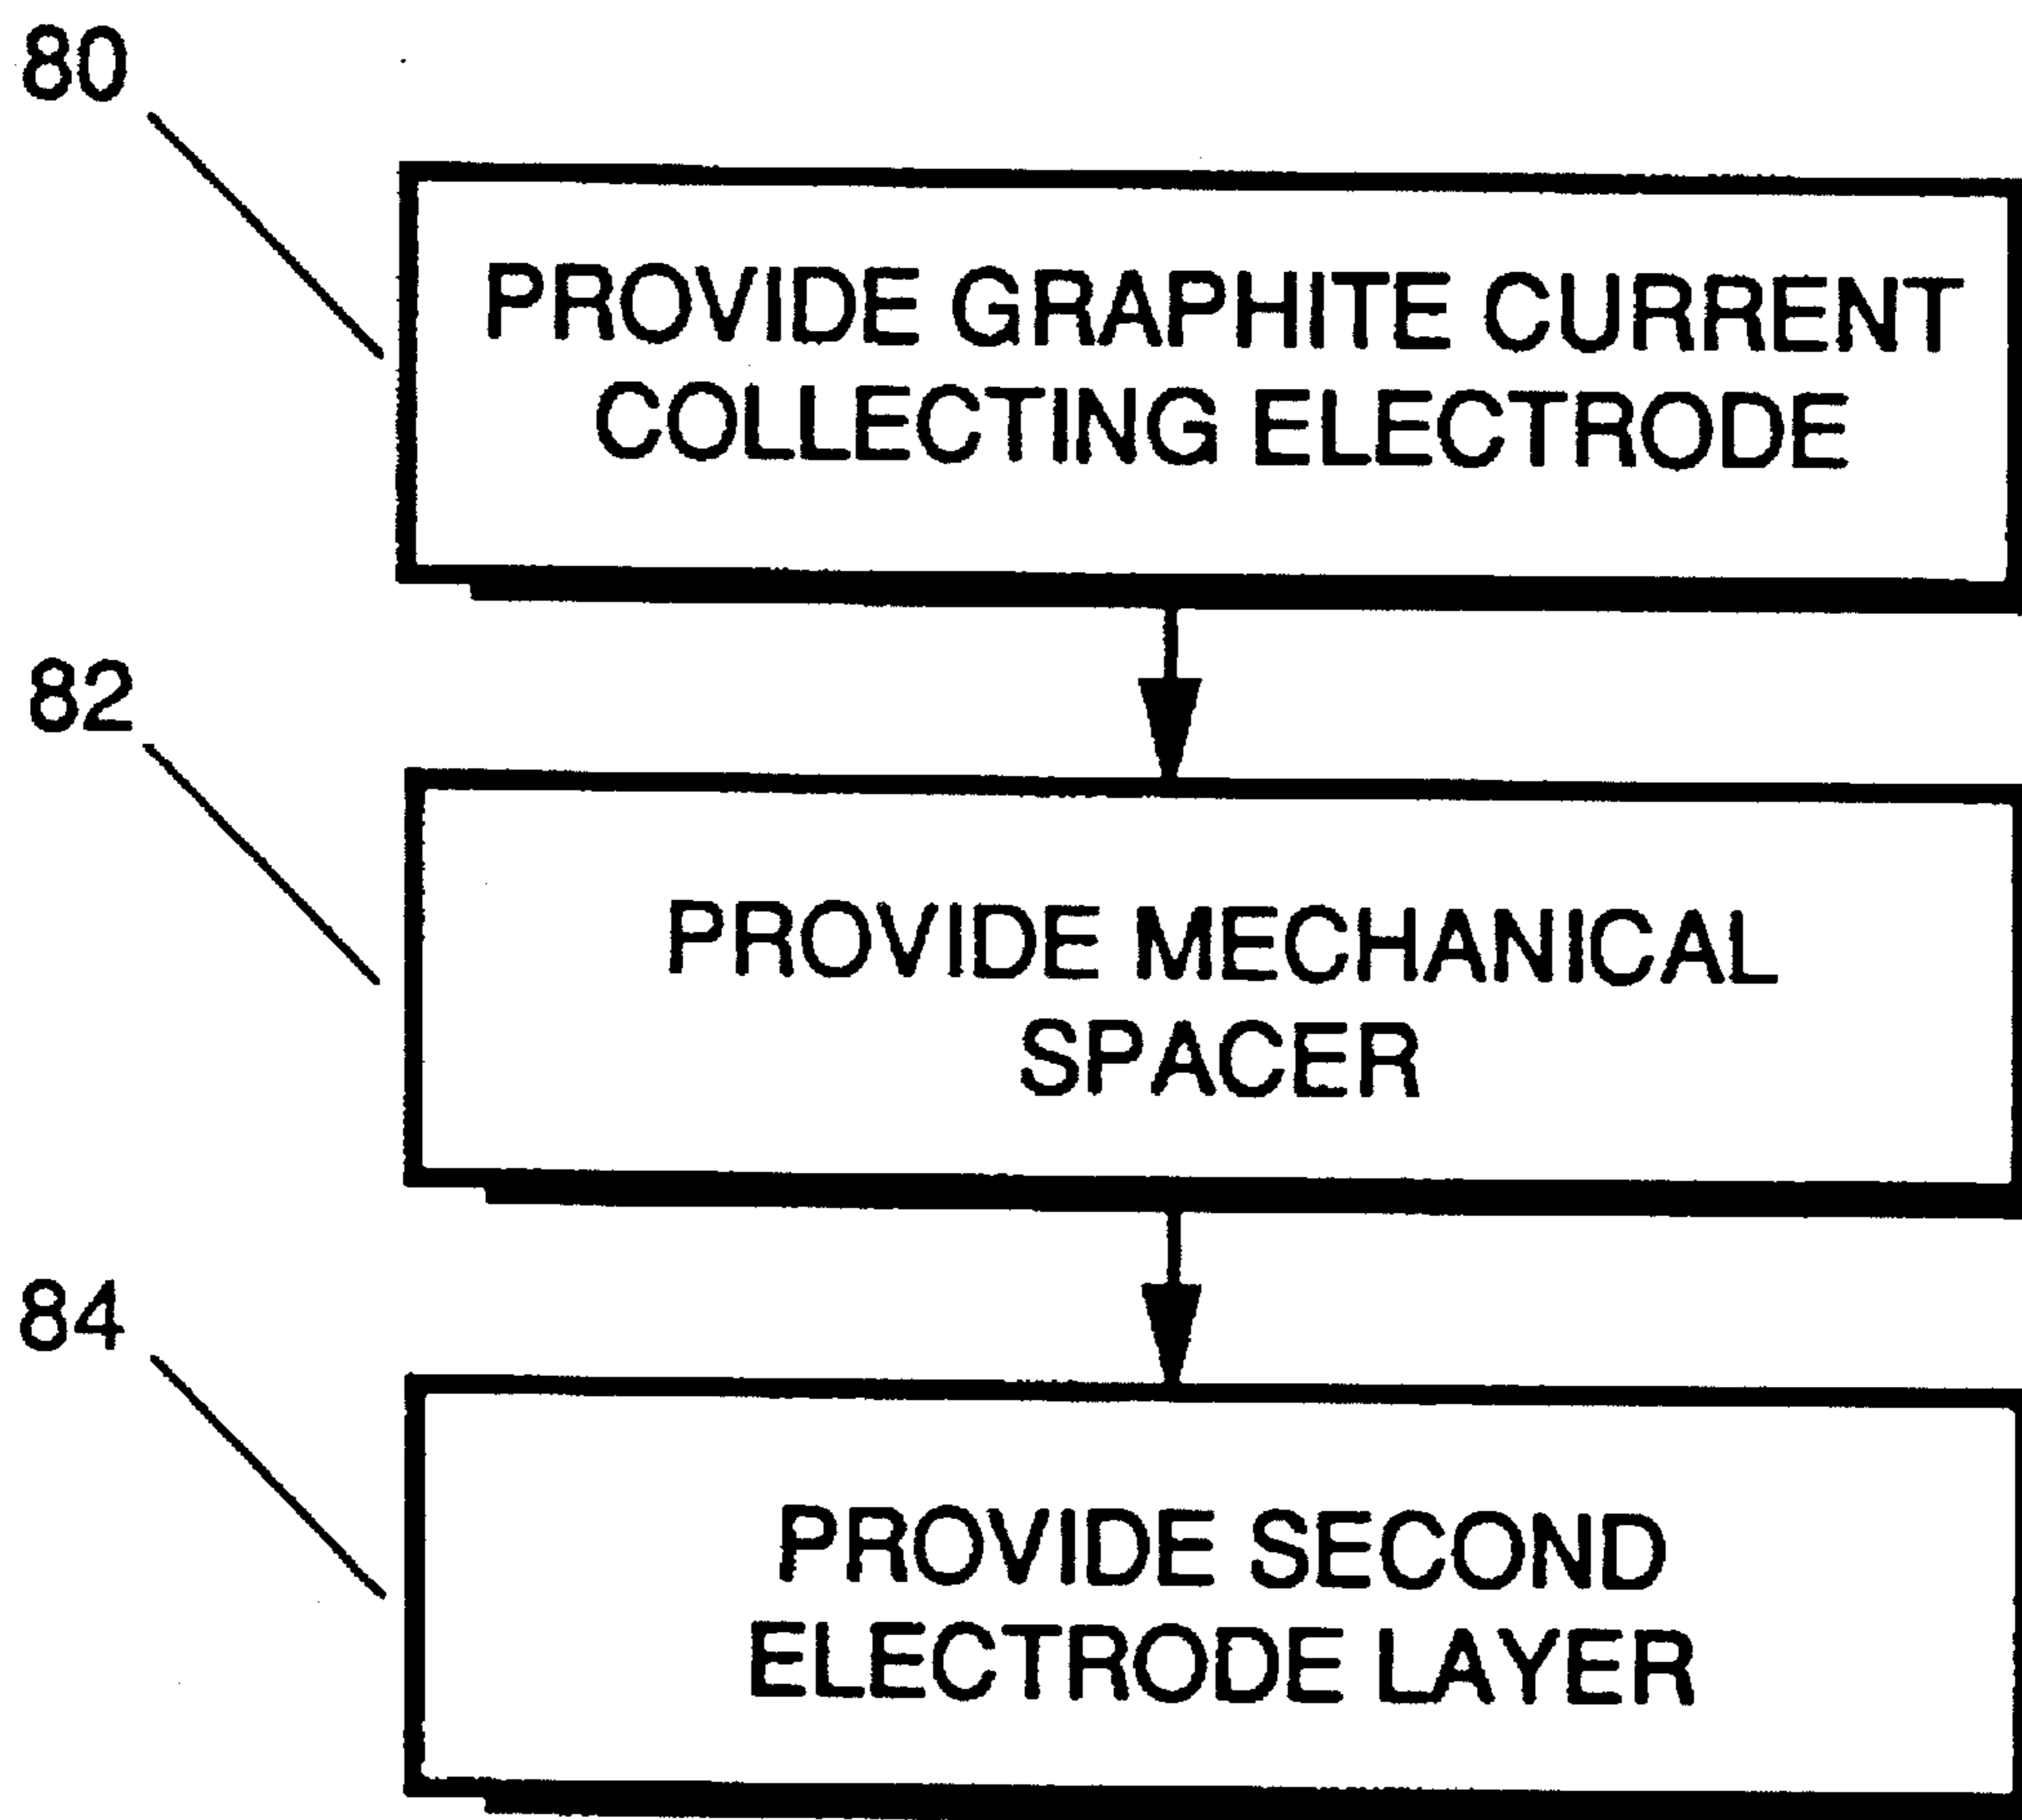 80
PROVIDE GRAPHITE CURRENT
COLLECTING ELECTRODE
82
PROVIDE MECHANICAL
SPACER
84
PROVIDE SECOND
ELECTRODE LAYER